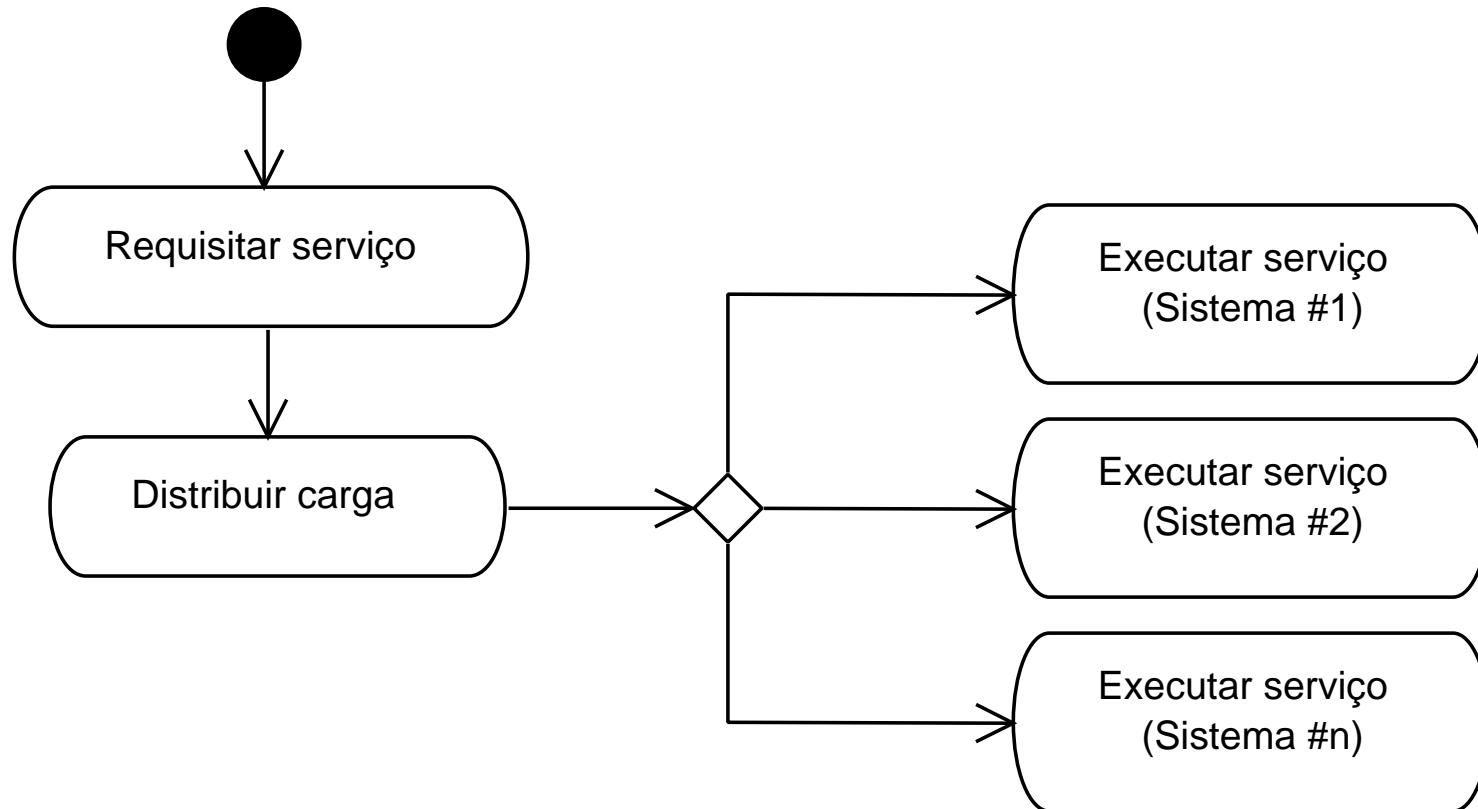 Requisitar serviço
Distribuir carga
Executar serviço
(Sistema #1)
Executar serviço
(Sistema #2)
Executar serviço
(Sistema #n)